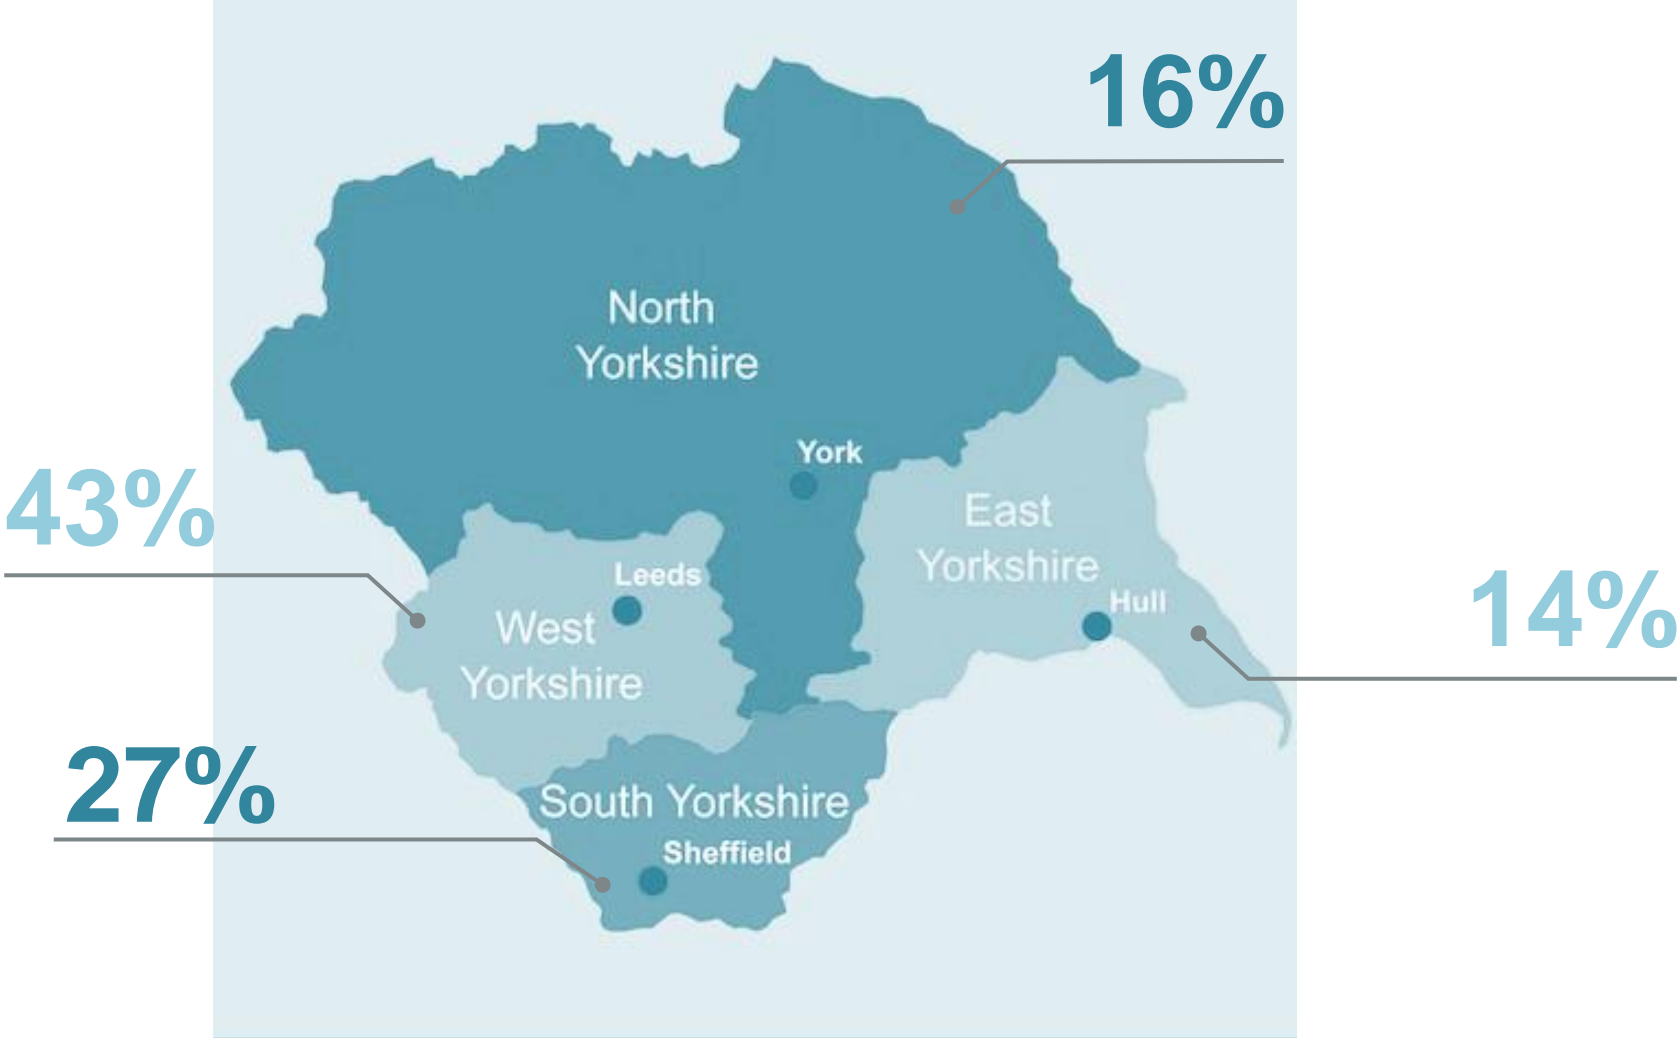 16%
North
Yorkshire
York
43%
East
Yorkshire
Leeds
Hull
14%
West
Yorkshire
27%
South Yorkshire
Sheffield